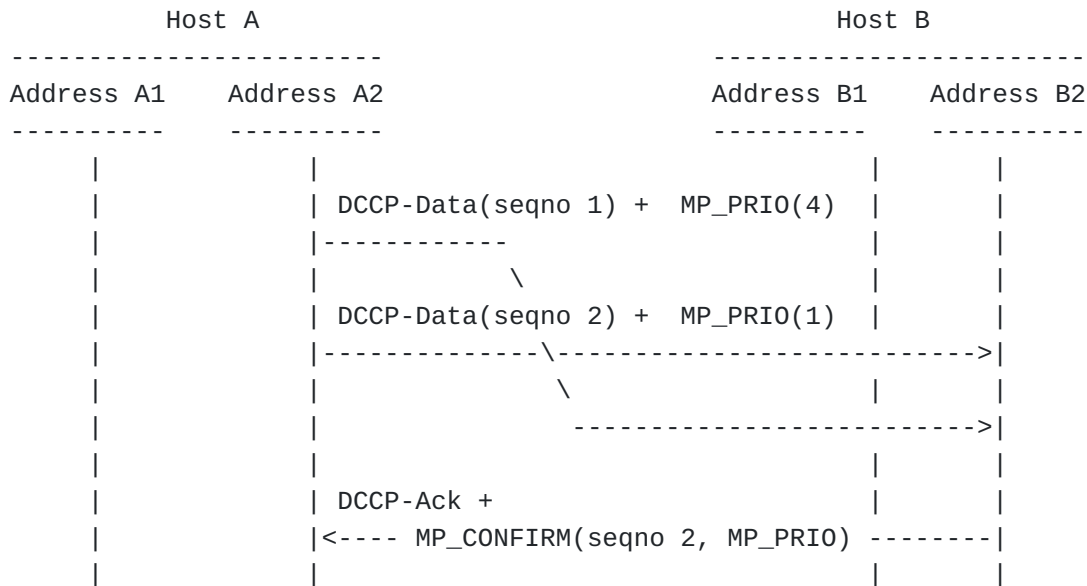 Host A Host B
Address A1 Address A2 Address B1 Address B2
DCCP-Data(seqno 1) + MP_PRIO(4)
DCCP-Data(seqno 2) + MP_PRIO(1)
DCCP-Ack +
MP_CONFIRM(seqno 2, MP_PRIO)